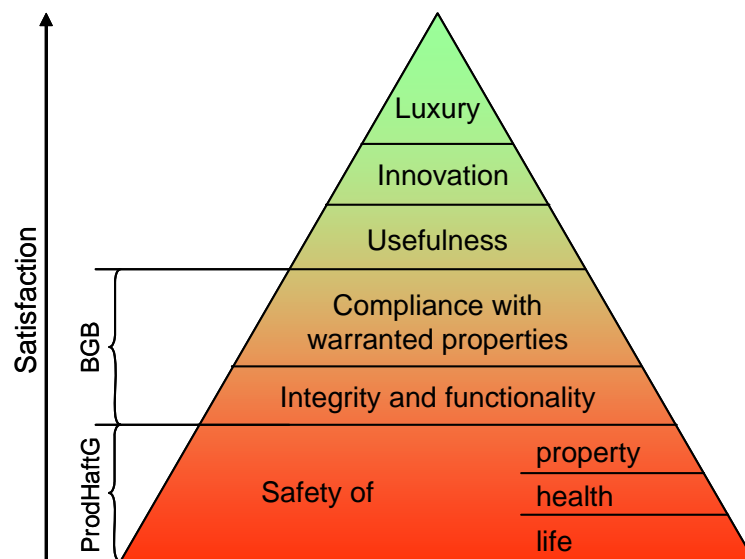 Luxury
Innovation
Usefulness
Compliance with
warranted properties
Integrity and functionality
Safety of
property
health
life
Satisfaction
BGB
ProdHaftG